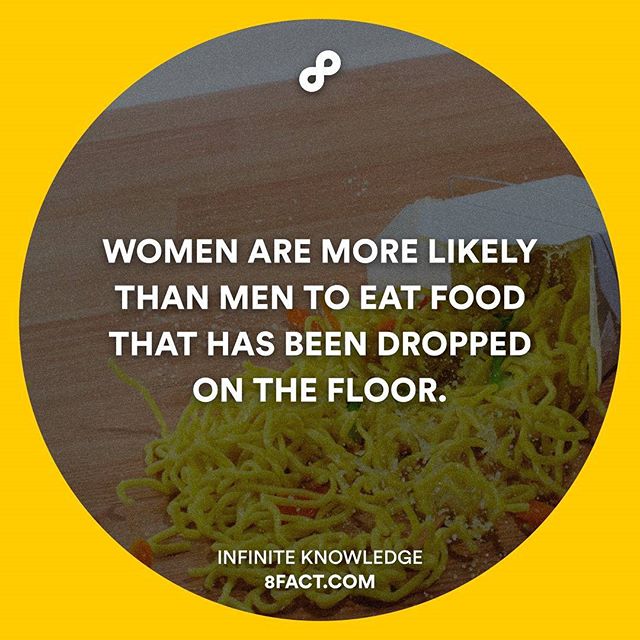 WOMEN ARE MORE LIKELY
THAN MEN TO EAT FOOD
THAT HAS BEEN DROPPED
ON THE FLOOR.
INFINITE KNOWLEDGE
8FACT.COM